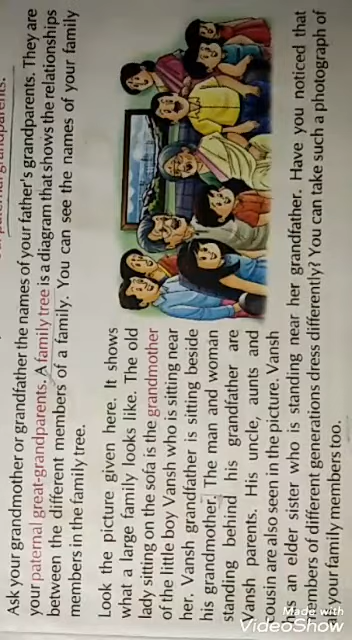 Ask your grandmother or grandfather the names of your father's grandparents. They are
your paternal great-grandparents. A family tree is a diagram that shows the relationships
between the different members of a family. You can see the names of your family
members in the family tree.
Look the picture given here. It shows
what a large family looks like. The old
lady sitting on the sofa is the grandmother
of the little boy Vansh who is sitting near
her. Vansh grandfather is sitting beside
his grandmother. The man and woman
standing behind his grandfather are
Vansh parents. His uncle, aunts and
cousin are also seen in the picture. Vansh
has an elder sister who is standing near her grandfather. Have you noticed that
members of different generations dress differently? You can take such a photograph of
your family members too.
Made With
VideoShow